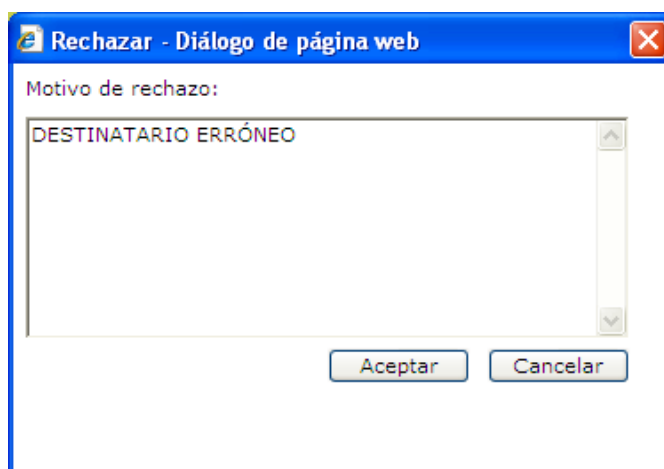 Rechazar - Diálogo de página web
Motivo de rechazo:
DESTINATARIO ERRÓNEO
Aceptar Cancelar